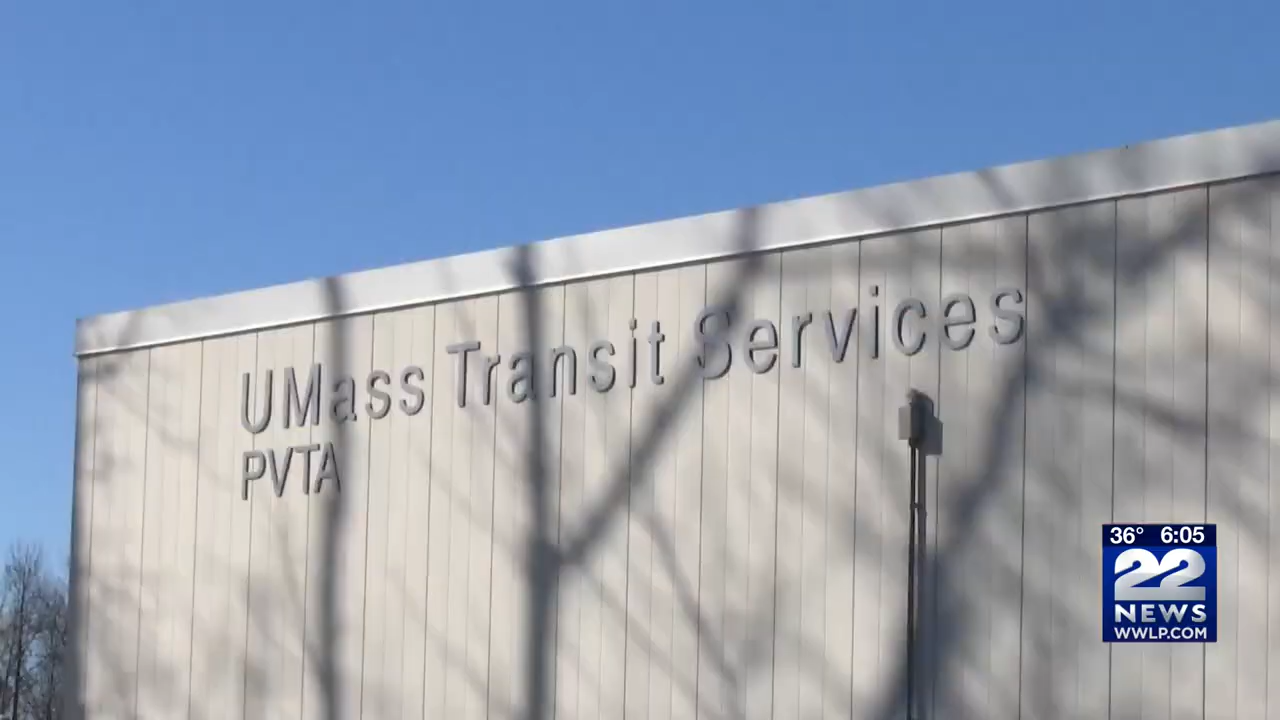 UMass Transit Services
PVTA
36° 6:05
22
NEWS
WWLP.COM